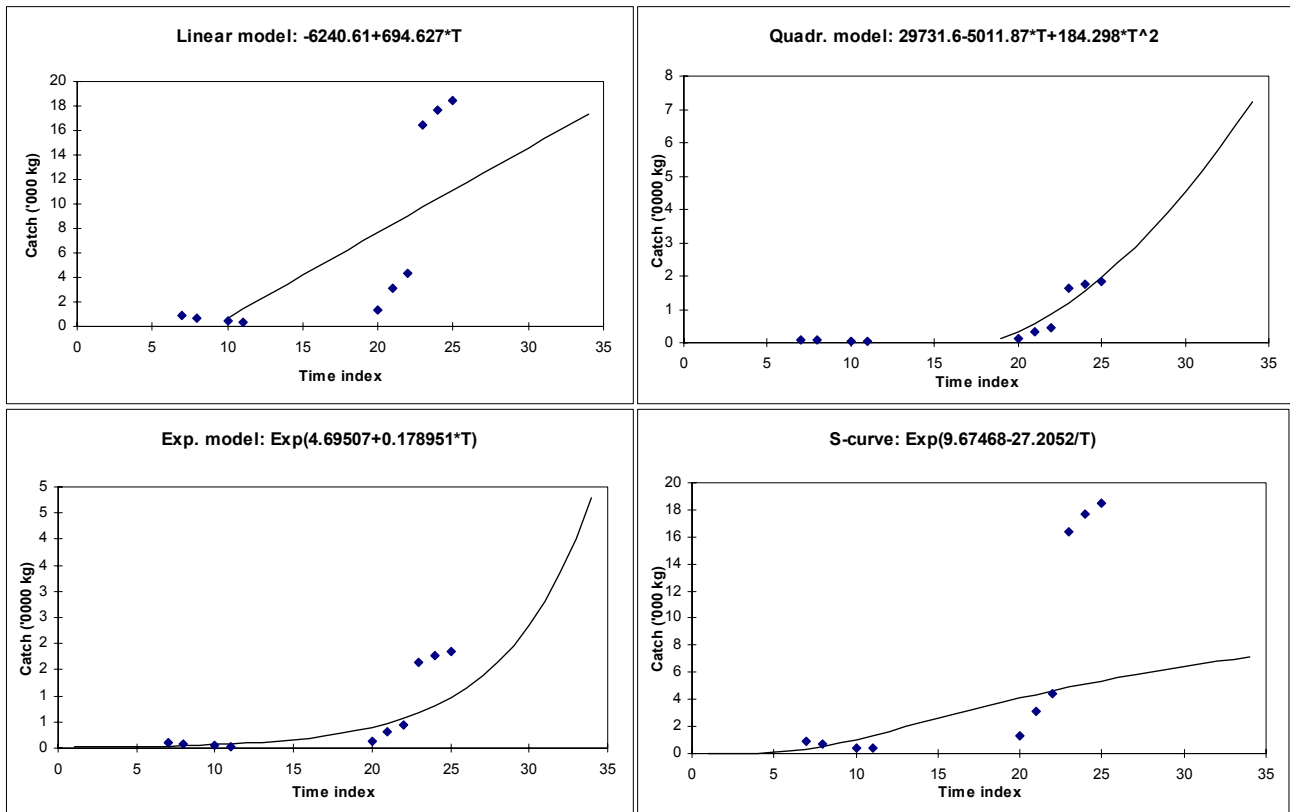 Linear model: -6240.61+694.627*T
20
18
16
14
12
10
8
6
4
2
0
Catch ('000 kg)
0 5 10 15 20 25 30 35
Time index
Quadr. model: 29731.6-5011.87*T+184.298*T^2
8
7
6
5
4
3
2
1
0
Catch ('0000 kg)
0 5 10 15 20 25 30 35
Time index
Exp. model: Exp(4.69507+0.178951*T)
5
5
4
4
3
3
2
2
1
1
0
Catch ('0000 kg)
0 5 10 15 20 25 30 35
Time index
S-curve: Exp(9.67468-27.2052/T)
20
18
16
14
12
10
8
6
4
2
0
Catch ('000 kg)
0 5 10 15 20 25 30 35
Time index